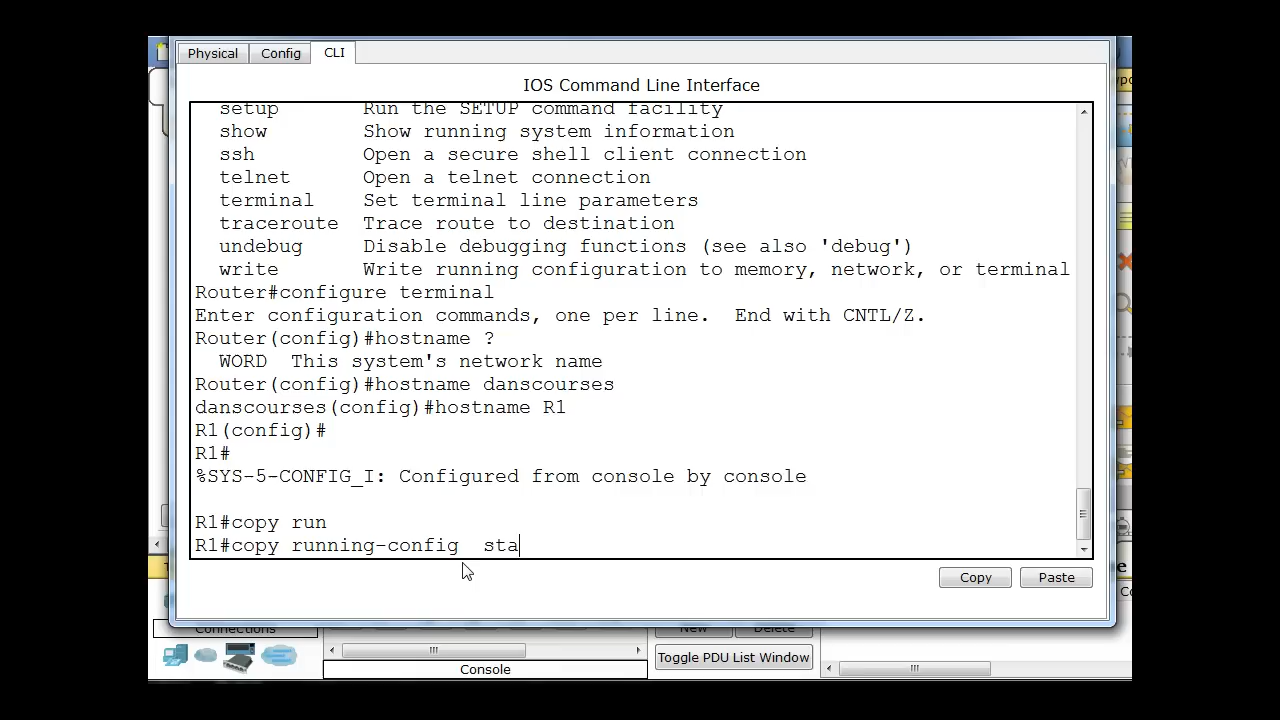 Physical Config CLI
IOS Command Line Interface
setup Run the SETUP command facility
show Show running system information
ssh Open a secure shell client connection
telnet Open a telnet connection
terminal Set terminal line parameters
traceroute Trace route to destination
undebug Disable debugging functions (see also 'debug')
write Write running configuration to memory, network, or terminal
Router#configure terminal
Enter configuration commands, one per line.  End with CNTL/Z.
Router(config)#hostname ?
WORD  This system's network name
Router(config)#hostname danscourses
danscourses(config)#hostname R1
R1(config)#
R1#
%SYS-5-CONFIG_I: Configured from console by console
R1#copy run
R1#copy running-config  sta
Copy Paste
Connections New Delete
Toggle PDU List Window
Console